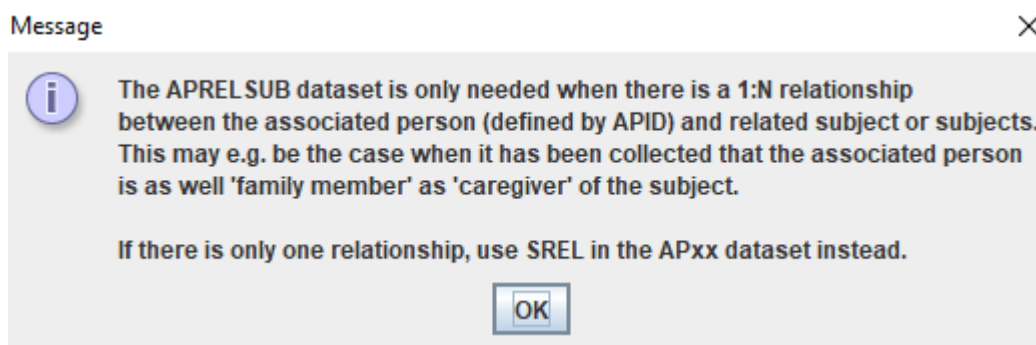 Message
The APRELSUB dataset is only needed when there is a 1:N relationship
between the associated person (defined by APID) and related subject or subjects.
This may e.g. be the case when it has been collected that the associated person
is as well 'family member' as 'caregiver' of the subject.
If there is only one relationship, use SREL in the APxx dataset instead.
OK